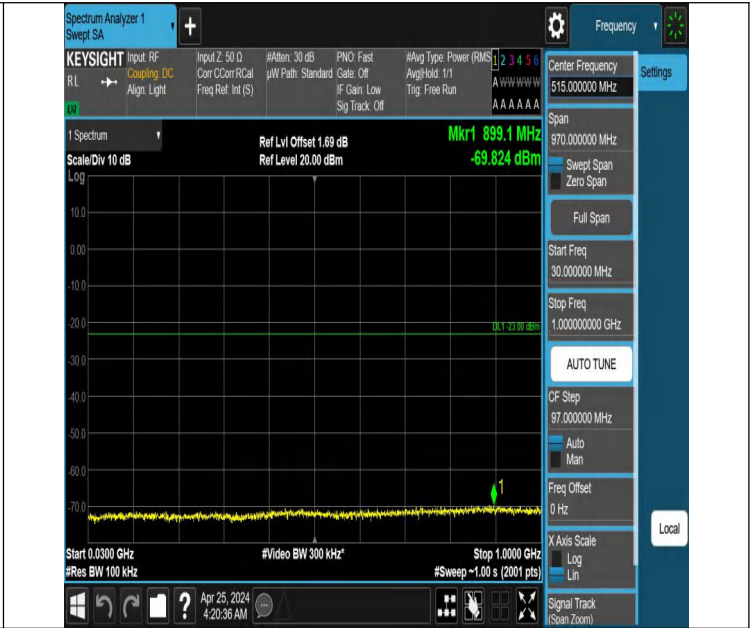 Spectrum Analyzer 1
Swept SA
+
Frequency
KEYSIGHT
RL
LXI
Input: RF
Coupling: DC
Align: Light
Input Z: 50 Ω
Corr CCorr RCal
Freq Ref: Int (S)
#Atten: 30 dB
µW Path: Standard
PNO: Fast
Gate: Off
IF Gain: Low
Sig Track: Off
#Avg Type: Power (RMS
Avg|Hold: 1/1
Trig: Free Run
1 2 3 4 5 6
A W W W W W
A A A A A A
1 Spectrum
Scale/Div 10 dB
Log
Ref Lvl Offset 1.69 dB
Ref Level 20.00 dBm
Mkr1 899.1 MHz
-69.824 dBm
10.0
0.00
-10.0
-20.0
DL1 -23.00 dBm
-30.0
-40.0
-50.0
-60.0
1
-70.0
Start 0.0300 GHz
#Res BW 100 kHz
#Video BW 300 kHz*
Stop 1.0000 GHz
#Sweep ~1.00 s (2001 pts)
?
Apr 25, 2024
4:20:36 AM
Center Frequency
515.000000 MHz
Settings
Span
970.000000 MHz
Swept Span
Zero Span
Full Span
Start Freq
30.000000 MHz
Stop Freq
1.000000000 GHz
AUTO TUNE
CF Step
97.000000 MHz
Auto
Man
Freq Offset
0 Hz
Local
X Axis Scale
Log
Lin
Signal Track
(Span Zoom)